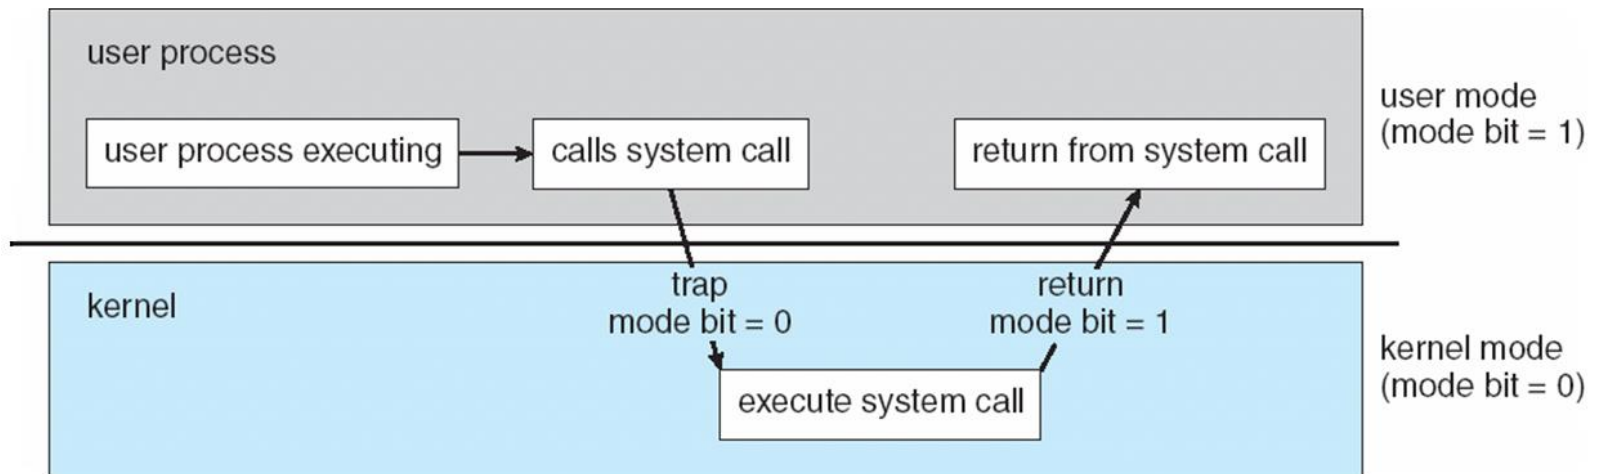 user process
user process executing
calls system call
return from system call
user mode
(mode bit = 1)
kernel
trap
mode bit = 0
return
mode bit = 1
execute system call
kernel mode
(mode bit = 0)